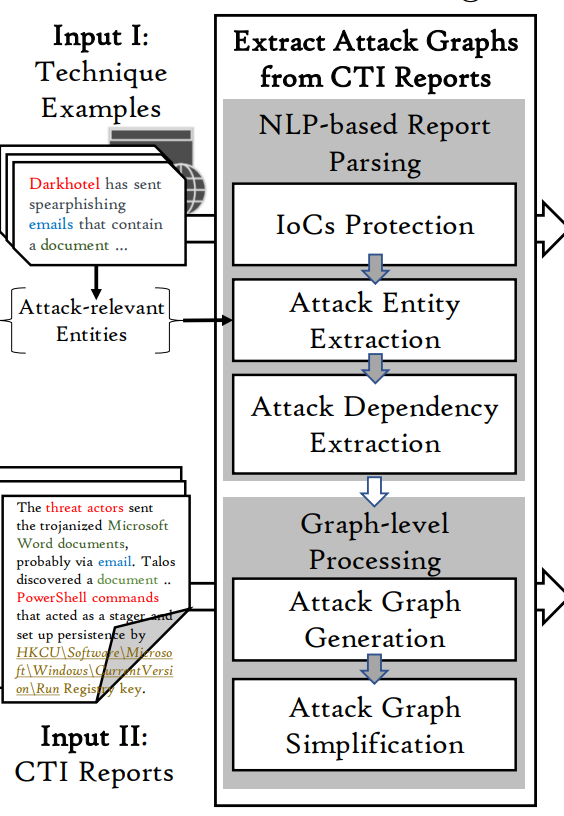 Input I:
Technique
Examples
Darkhotel has sent
spearphishing
emails that contain
a document ...
Attack-relevant
Entities
The threat actors sent
the trojanized Microsoft
Word documents,
probably via email. Talos
discovered a document ..
PowerShell commands
that acted as a stager and
set up persistence by
HKCU\Software\Microso
ft\Windows\CurrentVersi
on\Run Registry key.
Input II:
CTI Reports
Extract Attack Graphs
from CTI Reports
NLP-based Report
Parsing
IoCs Protection
Attack Entity
Extraction
Attack Dependency
Extraction
Graph-level
Processing
Attack Graph
Generation
Attack Graph
Simplification